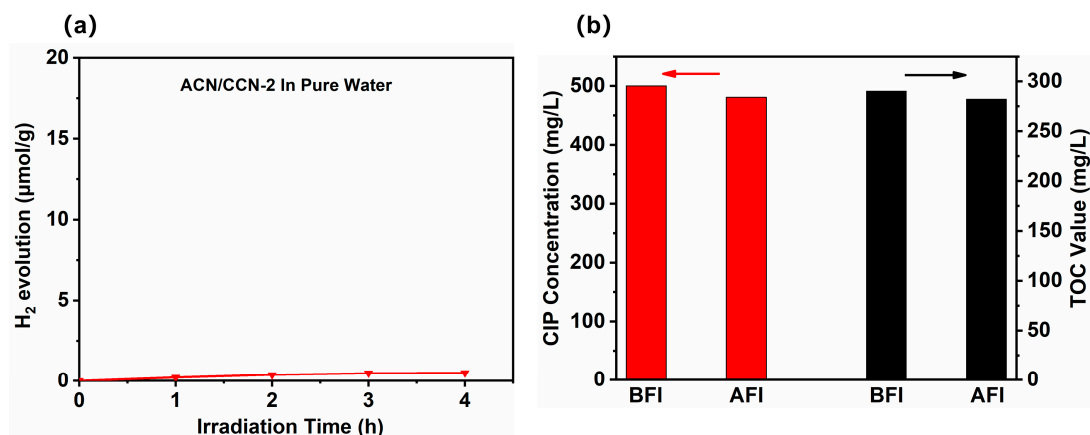 (a)
20
15
10
5
0
H₂ evolution (μmol/g)
ACN/CCN-2 In Pure Water
0 1 2 3 4
Irradiation Time (h)
(b)
500
400
300
200
100
0
CIP Concentration (mg/L)
300
250
200
150
100
50
0
TOC Value (mg/L)
BFI AFI BFI AFI